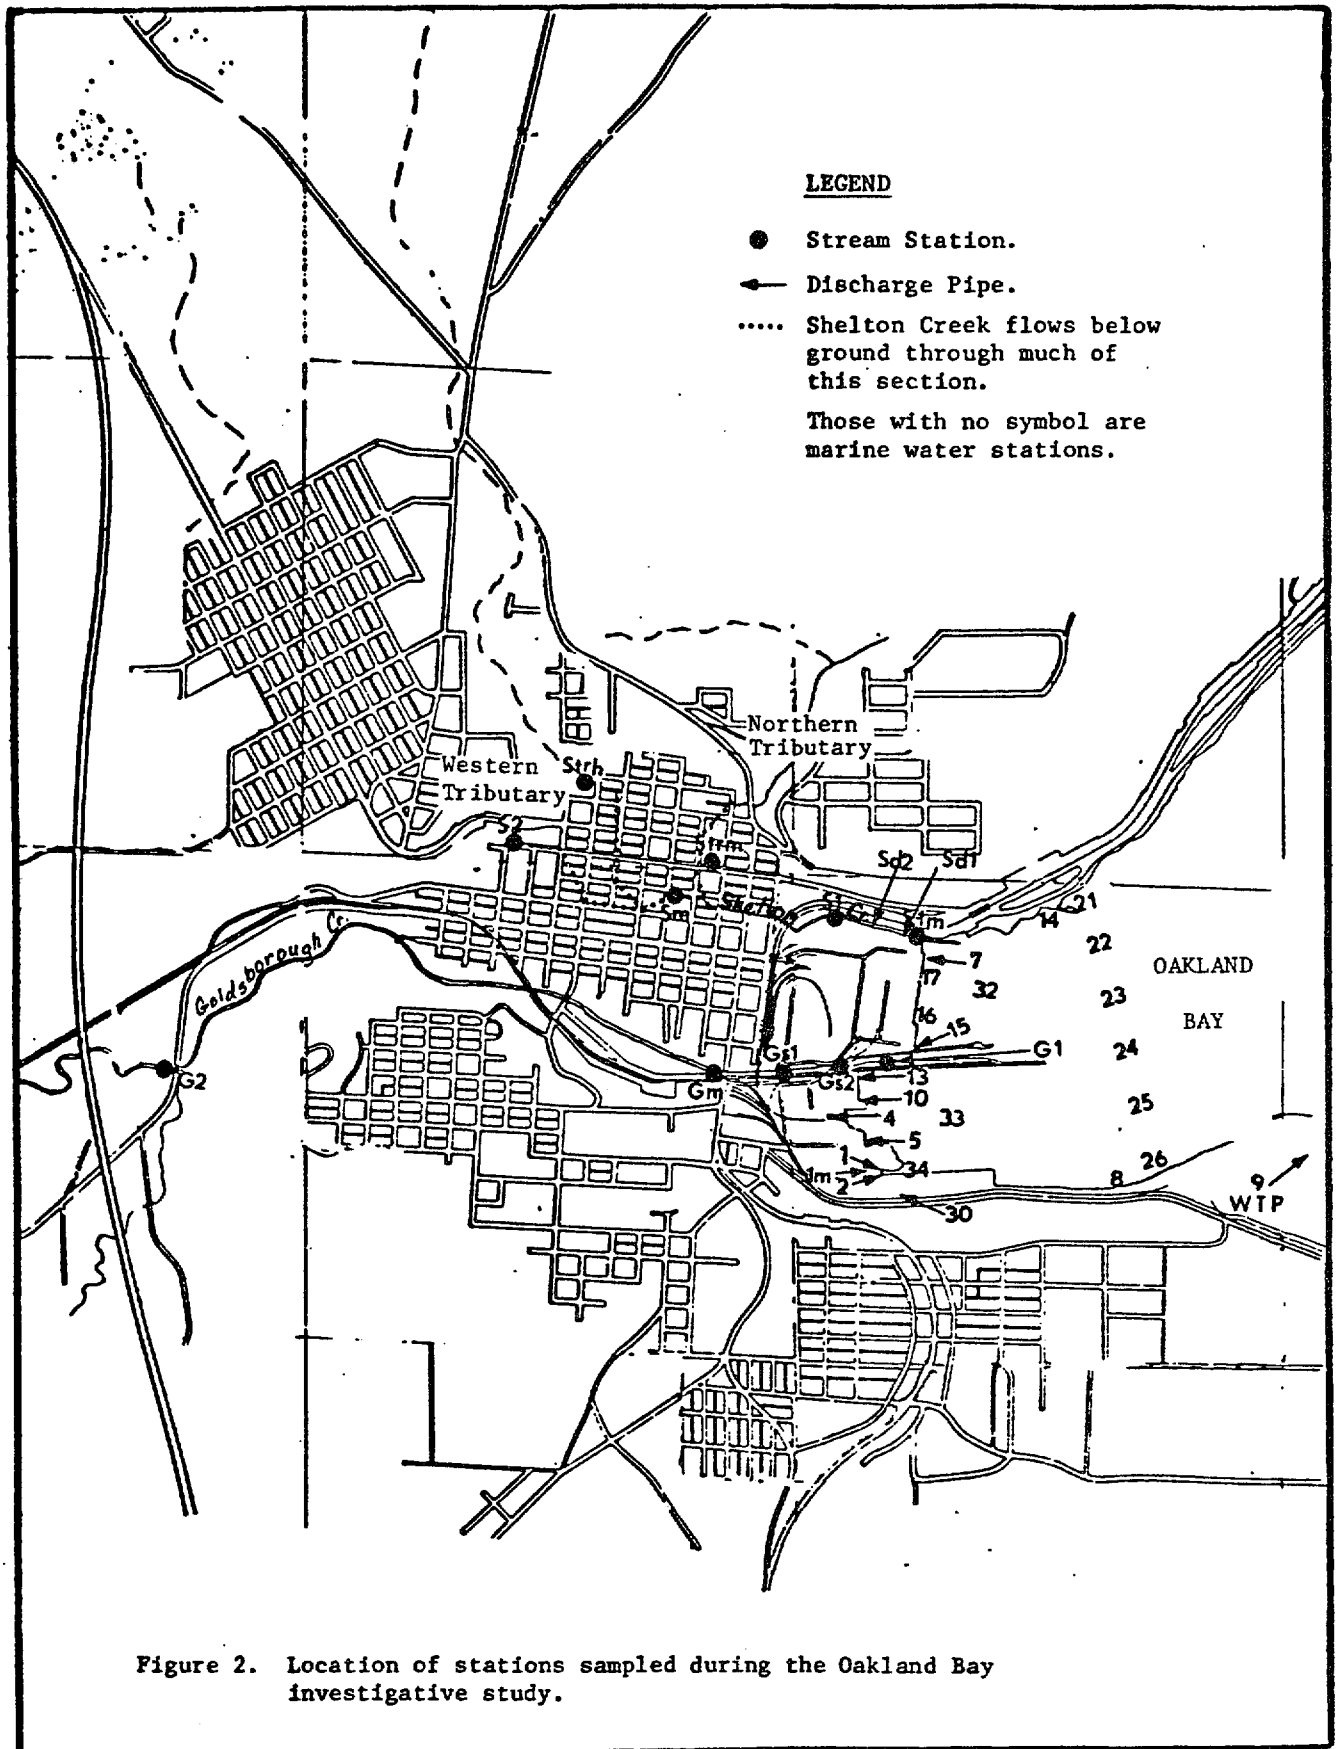 LEGEND
Stream Station.
Discharge Pipe.
Shelton Creek flows below
ground through much of
this section.
Those with no symbol are
marine water stations.
Northern
Tributary
Western
Tributary
Strh
S2
Sm
Shelton Cr.
S1
Sd2
Sd1
Stm
21
14
22
7
17
32
OAKLAND
BAY
23
16
15
G1
24
Goldsborough Cr.
G2
Gm
Gs1
Gs2
13
10
25
4
33
5
1
1m
2
34
26
8
9
WTP
30
Figure 2. Location of stations sampled during the Oakland Bay
investigative study.